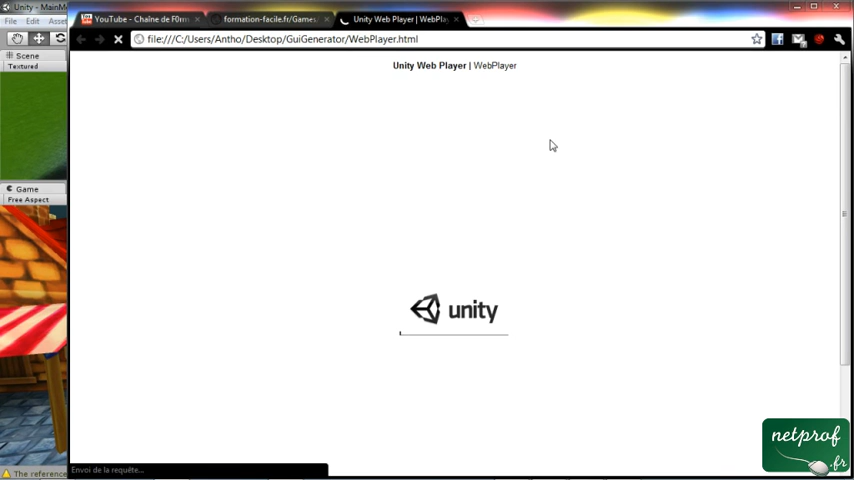 Unity - MainM
YouTube - Chaîne de F0rm
formation-facile.fr/Games
Unity Web Player | WebPlay
File Edit Asset
file:///C:/Users/Antho/Desktop/GuiGenerator/WebPlayer.html
Scene
Textured
Unity Web Player | WebPlayer
Game
Free Aspect
unity
netprof
.fr
Envoi de la requête...
The reference